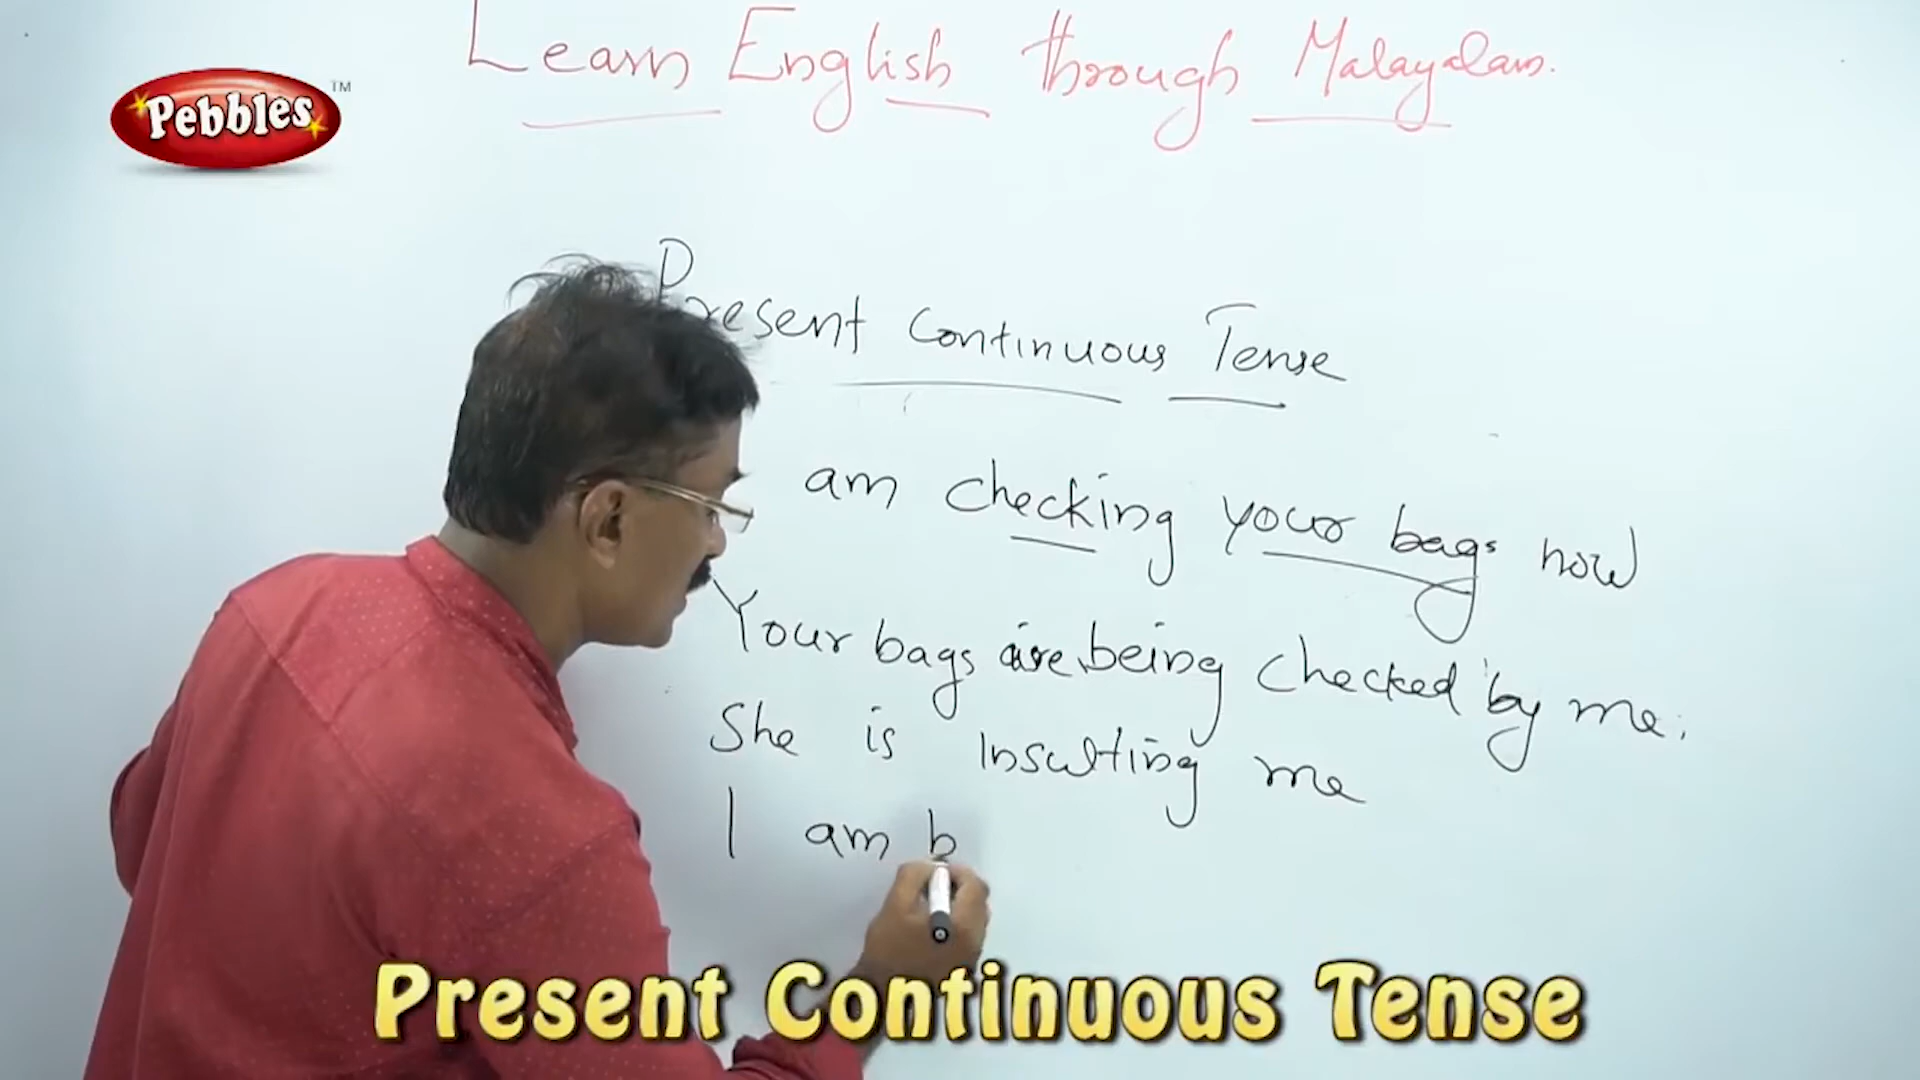 Learn English through Malayalam.
Pebbles TM
Present Continuous Tense
am checking your bags now
Your bags are being checked by me.
She is insulting me
I am b
Present Continuous Tense